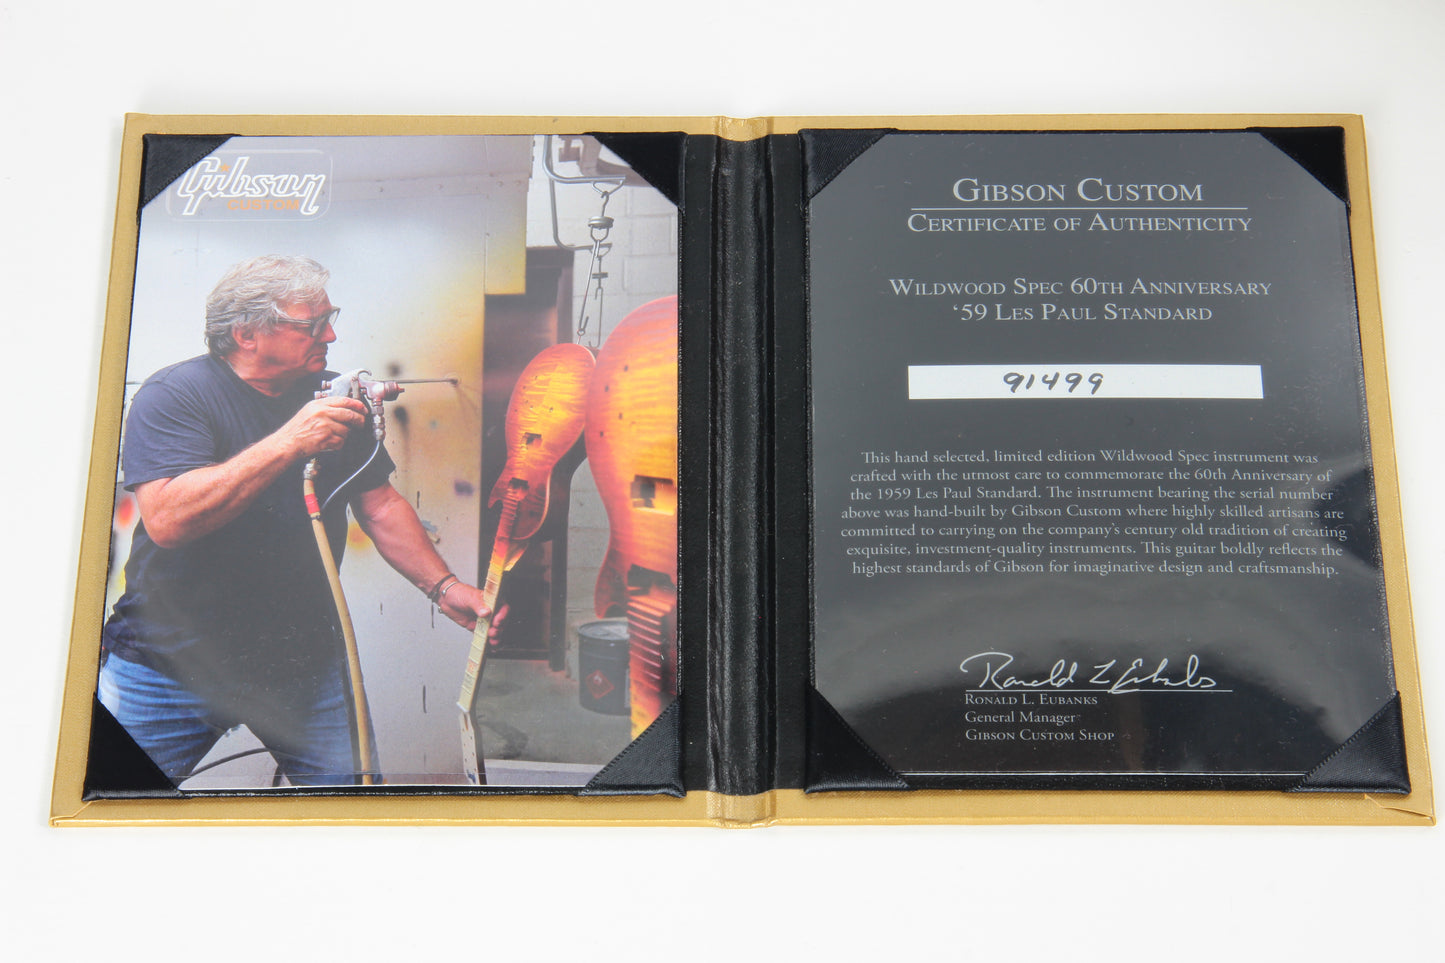 Gibson
CUSTOM
GIBSON CUSTOM
CERTIFICATE OF AUTHENTICITY
WILDWOOD SPEC 60TH ANNIVERSARY
‘59 LES PAUL STANDARD
91499
This hand selected, limited edition Wildwood Spec instrument was
crafted with the utmost care to commemorate the 60th Anniversary of
the 1959 Les Paul Standard. The instrument bearing the serial number
above was hand-built by Gibson Custom where highly skilled artisans are
committed to carrying on the company's century old tradition of creating
exquisite, investment-quality instruments. This guitar boldly reflects the
highest standards of Gibson for imaginative design and craftsmanship.
Ronald L Eubanks
RONALD L. EUBANKS
General Manager
GIBSON CUSTOM SHOP